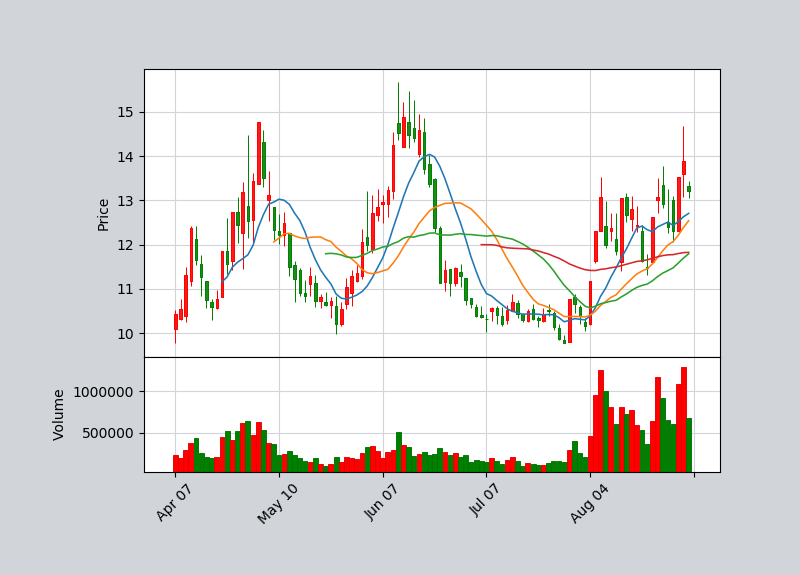 Price
15
14
13
12
11
10
Volume
1000000
500000
Apr 07
May 10
Jun 07
Jul 07
Aug 04